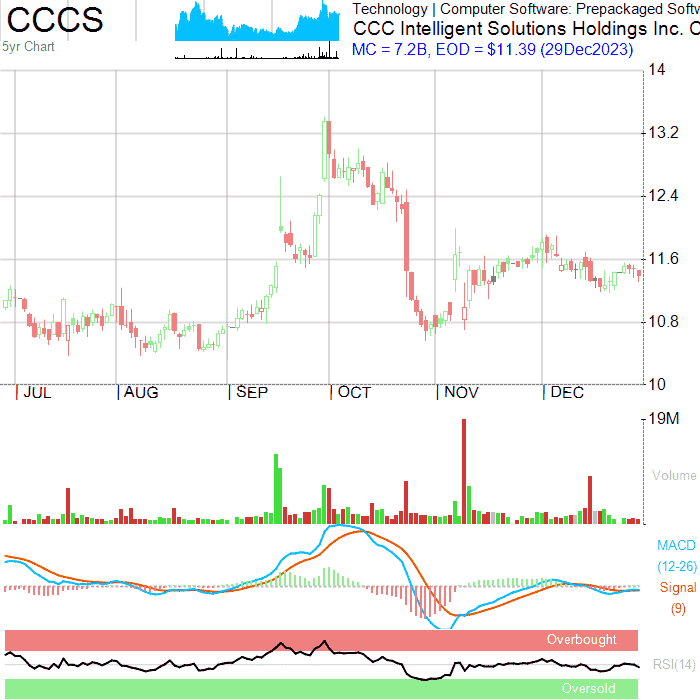 CCCS
5yr Chart
Technology | Computer Software: Prepackaged Softw
CCC Intelligent Solutions Holdings Inc. C
MC = 7.2B, EOD = $11.39 (29Dec2023)
14
13.2
12.4
11.6
10.8
10
JUL
AUG
SEP
OCT
NOV
DEC
19M
Volume
MACD
(12-26)
Signal
(9)
Overbought
RSI(14)
Oversold